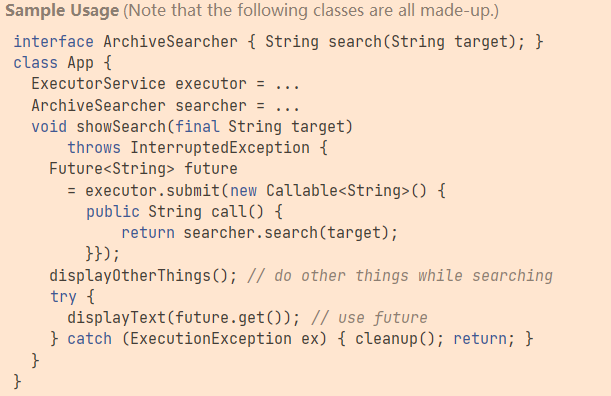 Sample Usage (Note that the following classes are all made-up.)
interface ArchiveSearcher { String search(String target); }
class App {
  ExecutorService executor = ...
  ArchiveSearcher searcher = ...
  void showSearch(final String target)
      throws InterruptedException {
    Future<String> future
      = executor.submit(new Callable<String>() {
        public String call() {
            return searcher.search(target);
        }});
    displayOtherThings(); // do other things while searching
    try {
      displayText(future.get()); // use future
    } catch (ExecutionException ex) { cleanup(); return; }
  }
}